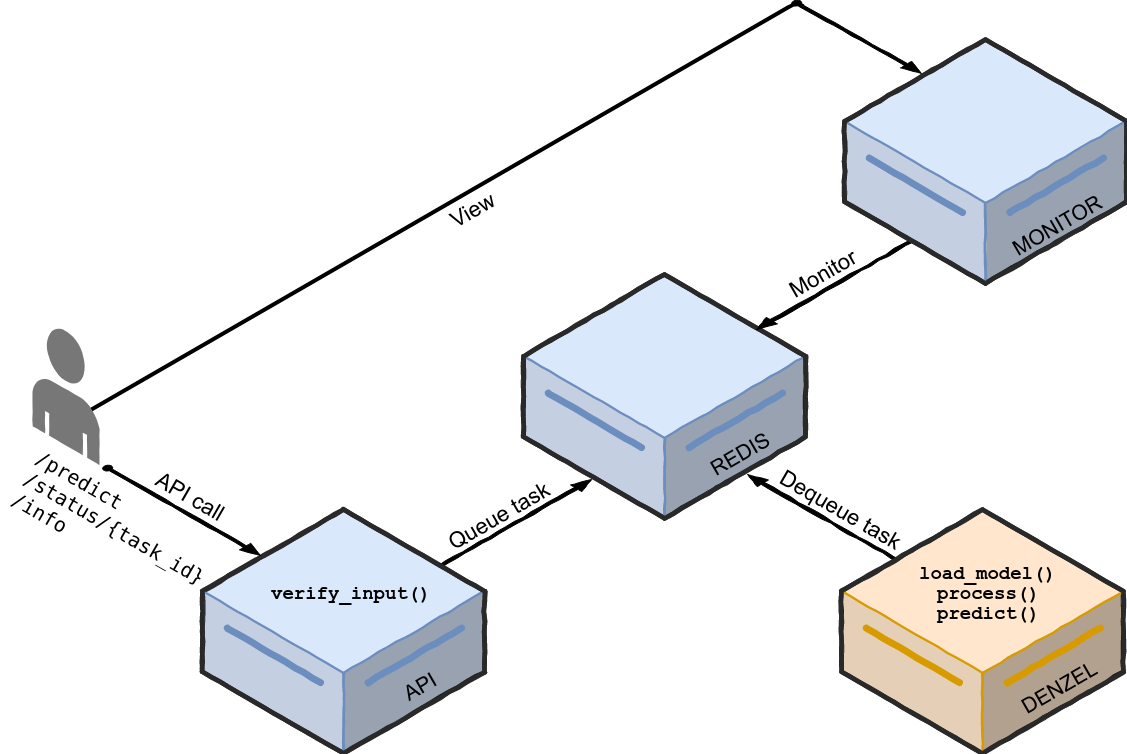 View
MONITOR
Monitor
REDIS
/predict
/status/{task_id}
/info
API call
Queue task
Dequeue task
verify_input()
API
load_model()
process()
predict()
DENZEL